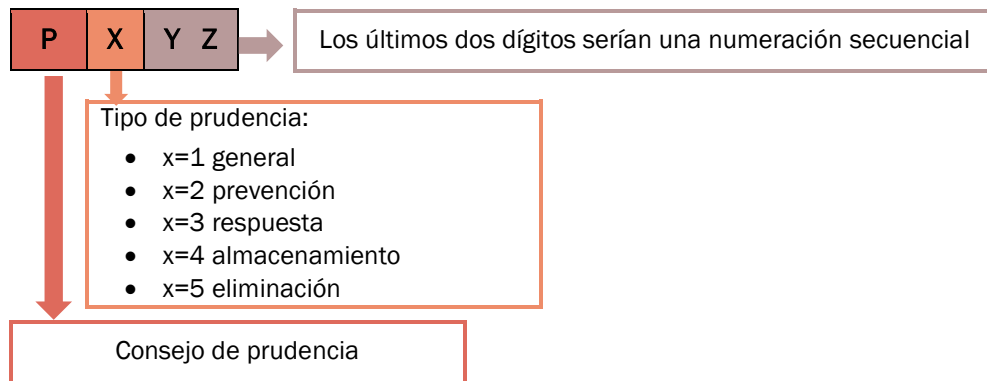 P X Y Z
Los últimos dos dígitos serían una numeración secuencial
Tipo de prudencia:
• x=1 general
• x=2 prevención
• x=3 respuesta
• x=4 almacenamiento
• x=5 eliminación
Consejo de prudencia